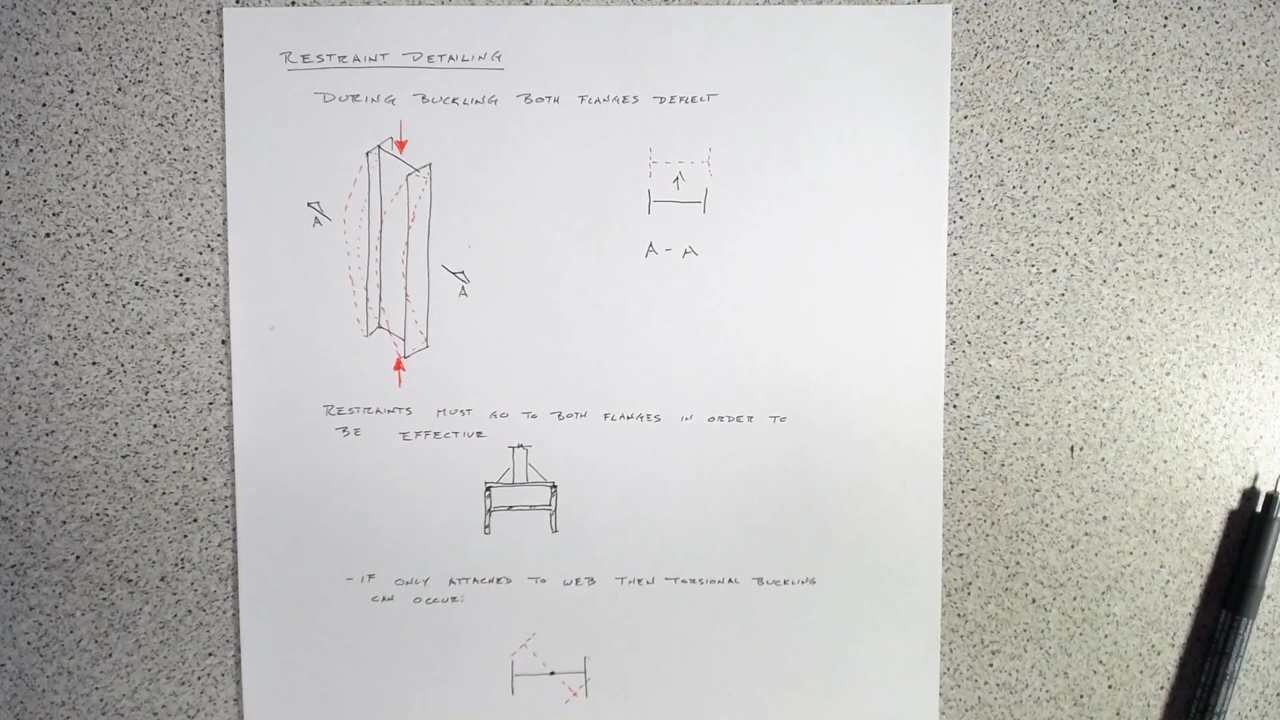 RESTRAINT DETAILING
DURING BUCKLING BOTH FLANGES DEFLECT
A
A
A - A
RESTRAINTS MUST GO TO BOTH FLANGES IN ORDER TO
BE EFFECTIVE
- IF ONLY ATTACHED TO WEB THEN TORSIONAL BUCKLING
CAN OCCUR: